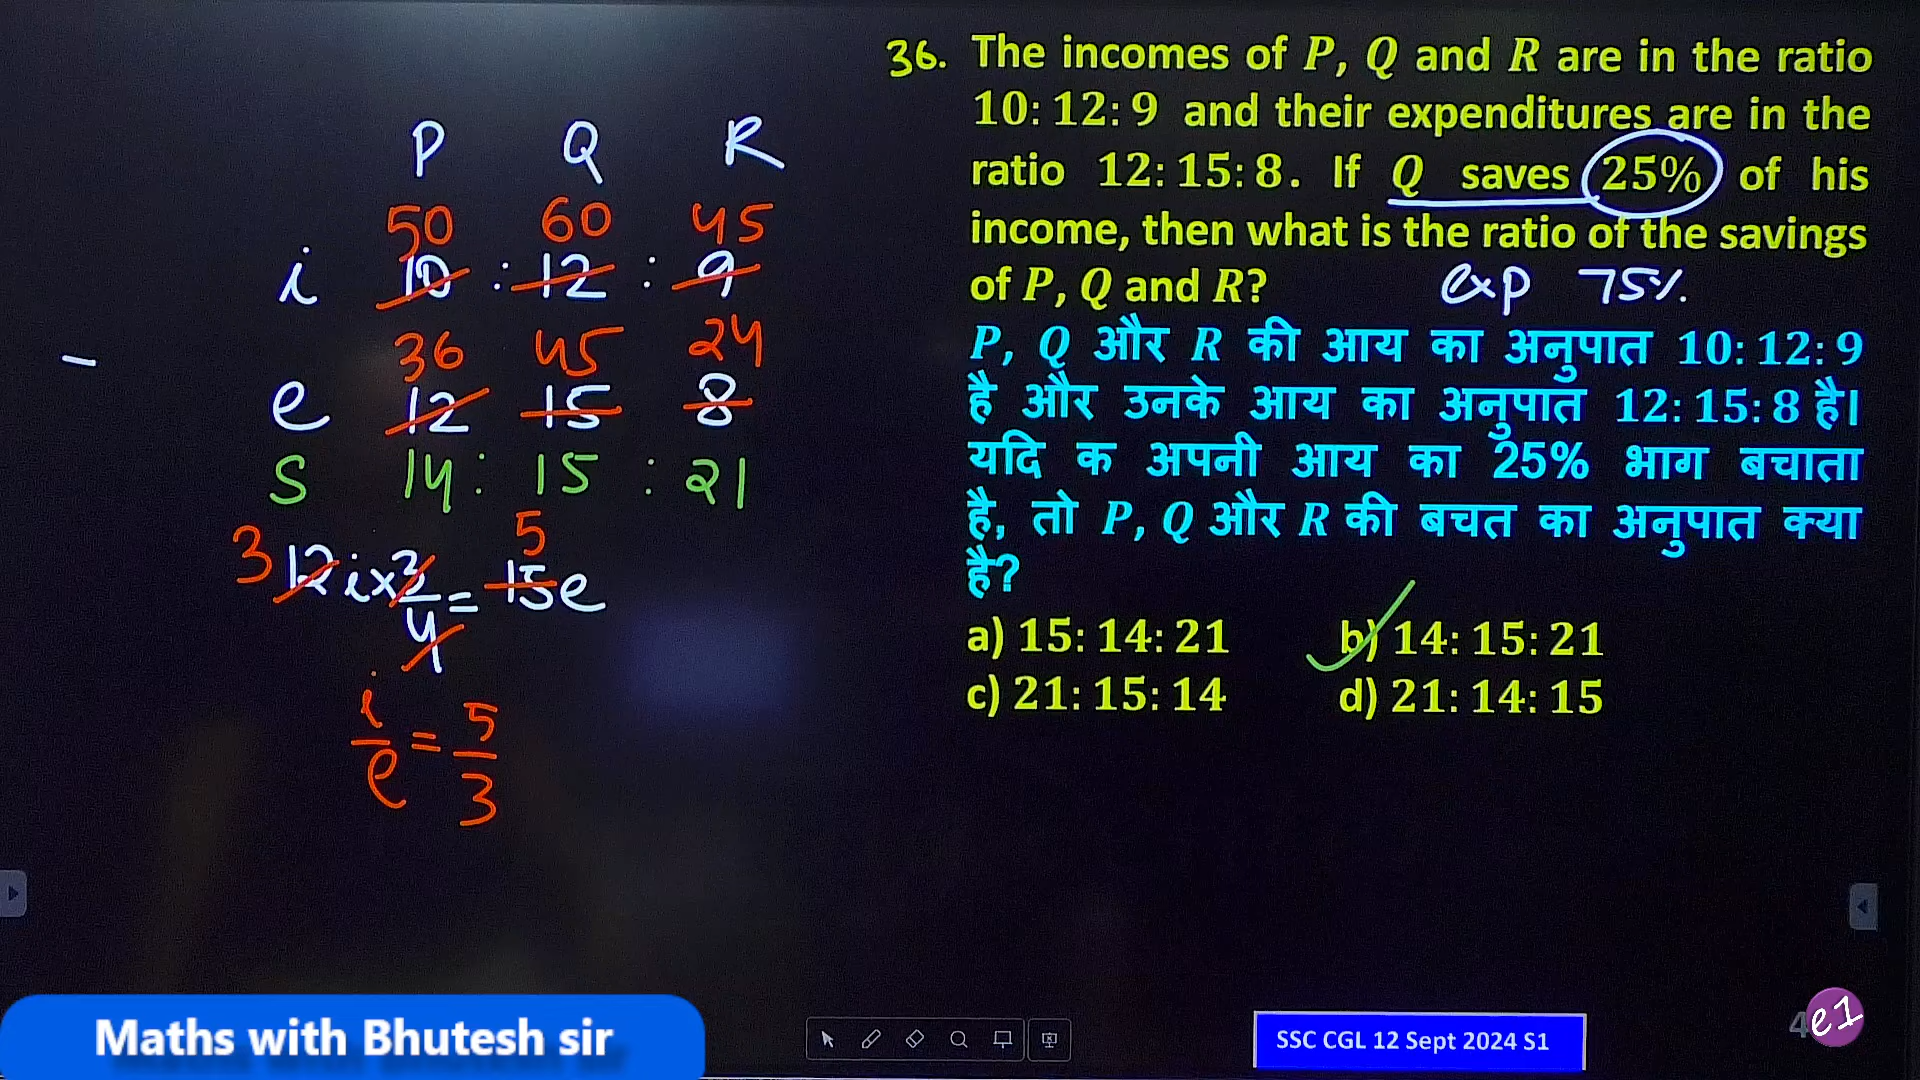 36. The incomes of P, Q and R are in the ratio
10: 12: 9 and their expenditures are in the
ratio 12: 15: 8. If Q saves 25% of his
income, then what is the ratio of the savings
of P, Q and R?
exp 75%.
P, Q और R की आय का अनुपात 10: 12: 9
है और उनके आय का अनुपात 12: 15: 8 है।
यदि क अपनी आय का 25% भाग बचाता
है, तो P, Q और R की बचत का अनुपात क्या
है?
a) 15: 14: 21 b) 14: 15: 21
c) 21: 15: 14 d) 21: 14: 15
P Q R
50 60 45
i 10 : 12 : 9
36 45 24
- e 12 15 8
S 14 : 15 : 21
3 5
12 i x 3/4 = 15 e
i/e = 5/3
Maths with Bhutesh sir
SSC CGL 12 Sept 2024 S1
e1